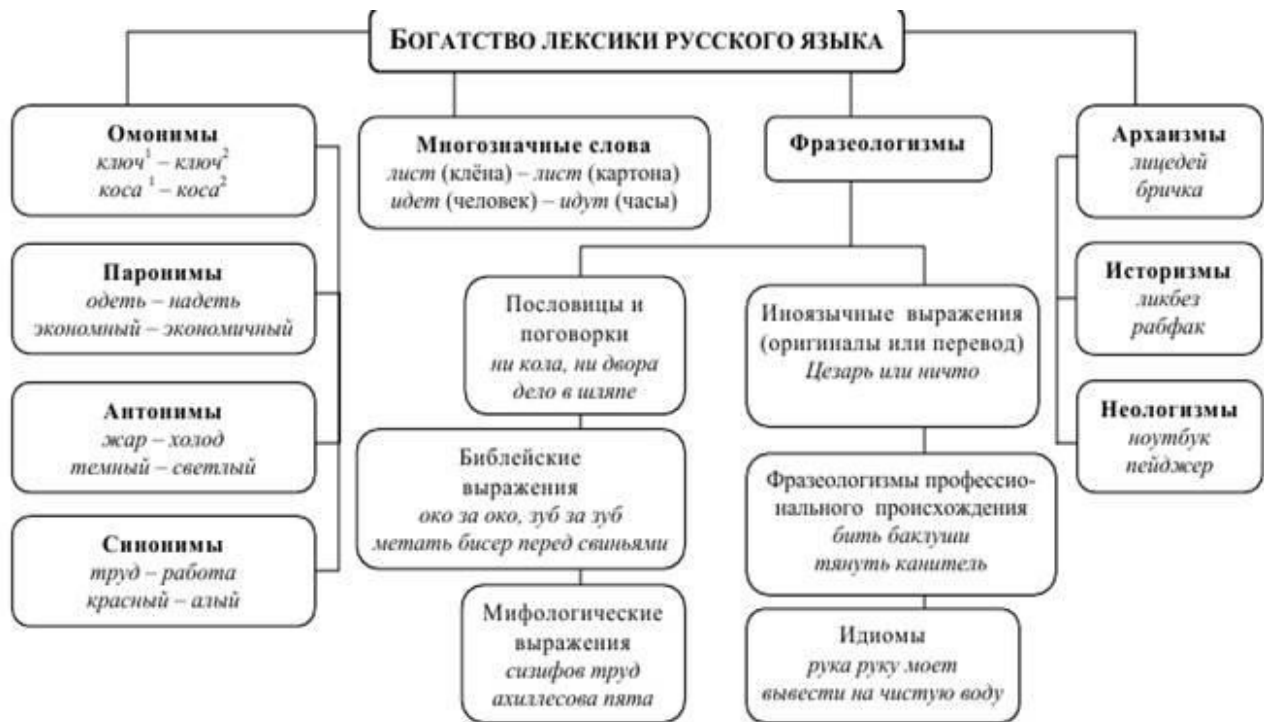 БОГАТСТВО ЛЕКСИКИ РУССКОГО ЯЗЫКА
Омонимы
ключ¹ – ключ²
коса ¹ – коса²
Паронимы
одеть – надеть
экономный – экономичный
Антонимы
жар – холод
темный – светлый
Синонимы
труд – работа
красный – алый
Многозначные слова
лист (клёна) – лист (картона)
идет (человек) – идут (часы)
Фразеологизмы
Пословицы и
поговорки
ни кола, ни двора
дело в шляпе
Библейские
выражения
око за око, зуб за зуб
метать бисер перед свиньями
Мифологические
выражения
сизифов труд
ахиллесова пята
Иноязычные выражения
(оригиналы или перевод)
Цезарь или ничто
Фразеологизмы профессио-
нального происхождения
бить баклуши
тянуть канитель
Идиомы
рука руку моет
вывести на чистую воду
Архаизмы
лицедей
бричка
Историзмы
ликбез
рабфак
Неологизмы
ноутбук
пейджер